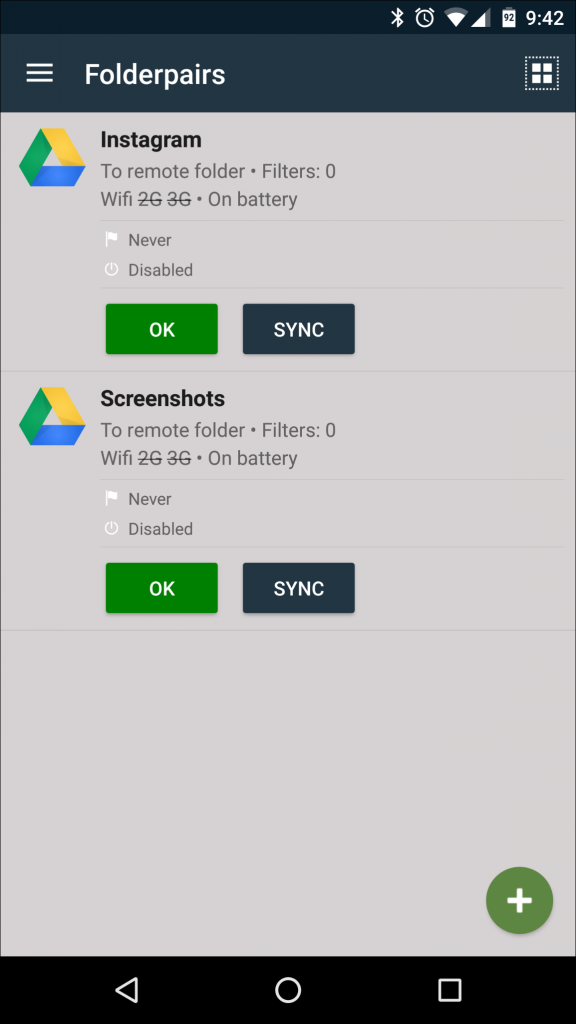 92 9:42
Folderpairs
Instagram
To remote folder • Filters: 0
Wifi 2G 3G • On battery
Never
Disabled
OK SYNC
Screenshots
To remote folder • Filters: 0
Wifi 2G 3G • On battery
Never
Disabled
OK SYNC